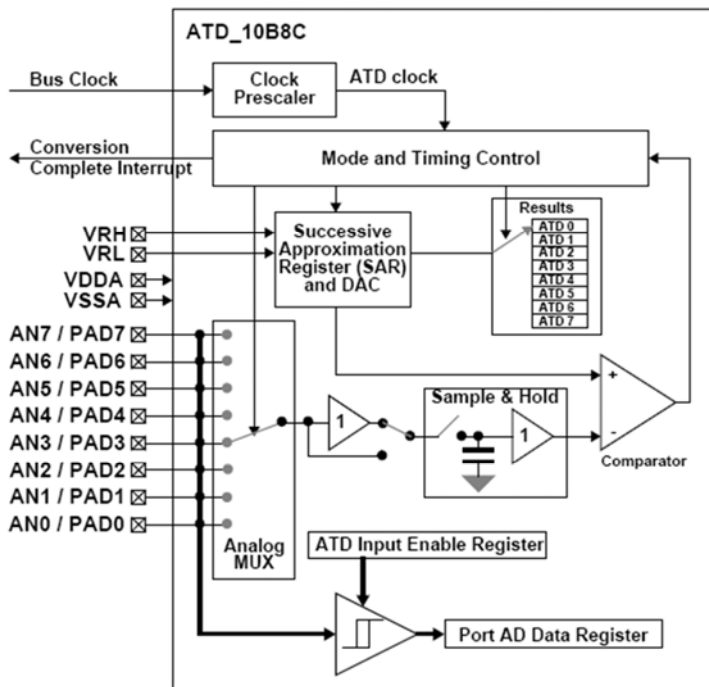 ATD_10B8C
Bus Clock
Clock
Prescaler
ATD clock
Conversion
Complete Interrupt
Mode and Timing Control
VRH
VRL
VDDA
VSSA
Successive
Approximation
Register (SAR)
and DAC
Results
ATD 0
ATD 1
ATD 2
ATD 3
ATD 4
ATD 5
ATD 6
ATD 7
AN7 / PAD7
AN6 / PAD6
AN5 / PAD5
AN4 / PAD4
AN3 / PAD3
AN2 / PAD2
AN1 / PAD1
AN0 / PAD0
Analog
MUX
1
Sample & Hold
1
+
-
Comparator
ATD Input Enable Register
Port AD Data Register